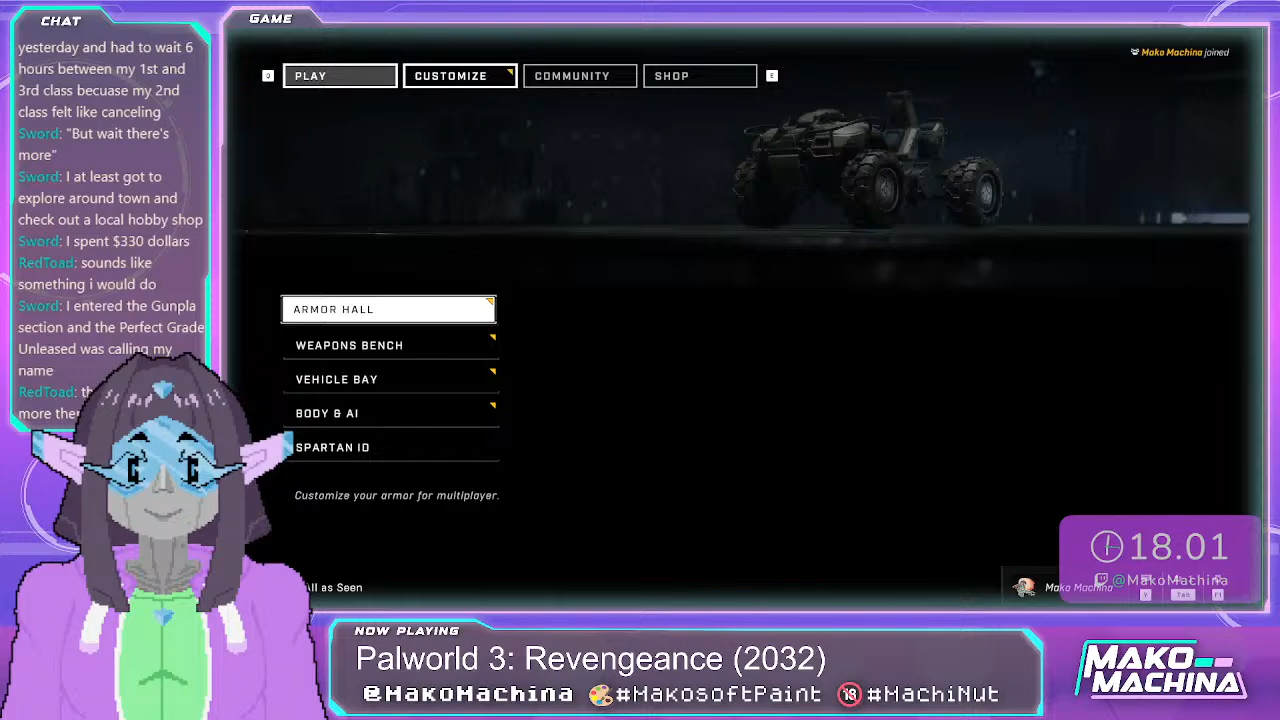 CHAT
yesterday and had to wait 6
hours between my 1st and
3rd class becuase my 2nd
class felt like canceling
Sword: "But wait there's
more"
Sword: I at least got to
explore around town and
check out a local hobby shop
Sword: I spent $330 dollars
RedToad: sounds like
something i would do
Sword: I entered the Gunpla
section and the Perfect Grade
Unleased was calling my
name
RedToad: th
more the
GAME
Mako Machina joined
Q PLAY CUSTOMIZE COMMUNITY SHOP E
ARMOR HALL
WEAPONS BENCH
VEHICLE BAY
BODY & AI
SPARTAN ID
Customize your armor for multiplayer.
All as Seen
18.01
Mako Machina
@MakoMachina
Y Tab F1
NOW PLAYING
Palworld 3: Revengeance (2032)
@MakoMachina #MakosoftPaint 18 #MachiNut
MAKO
MACHINA